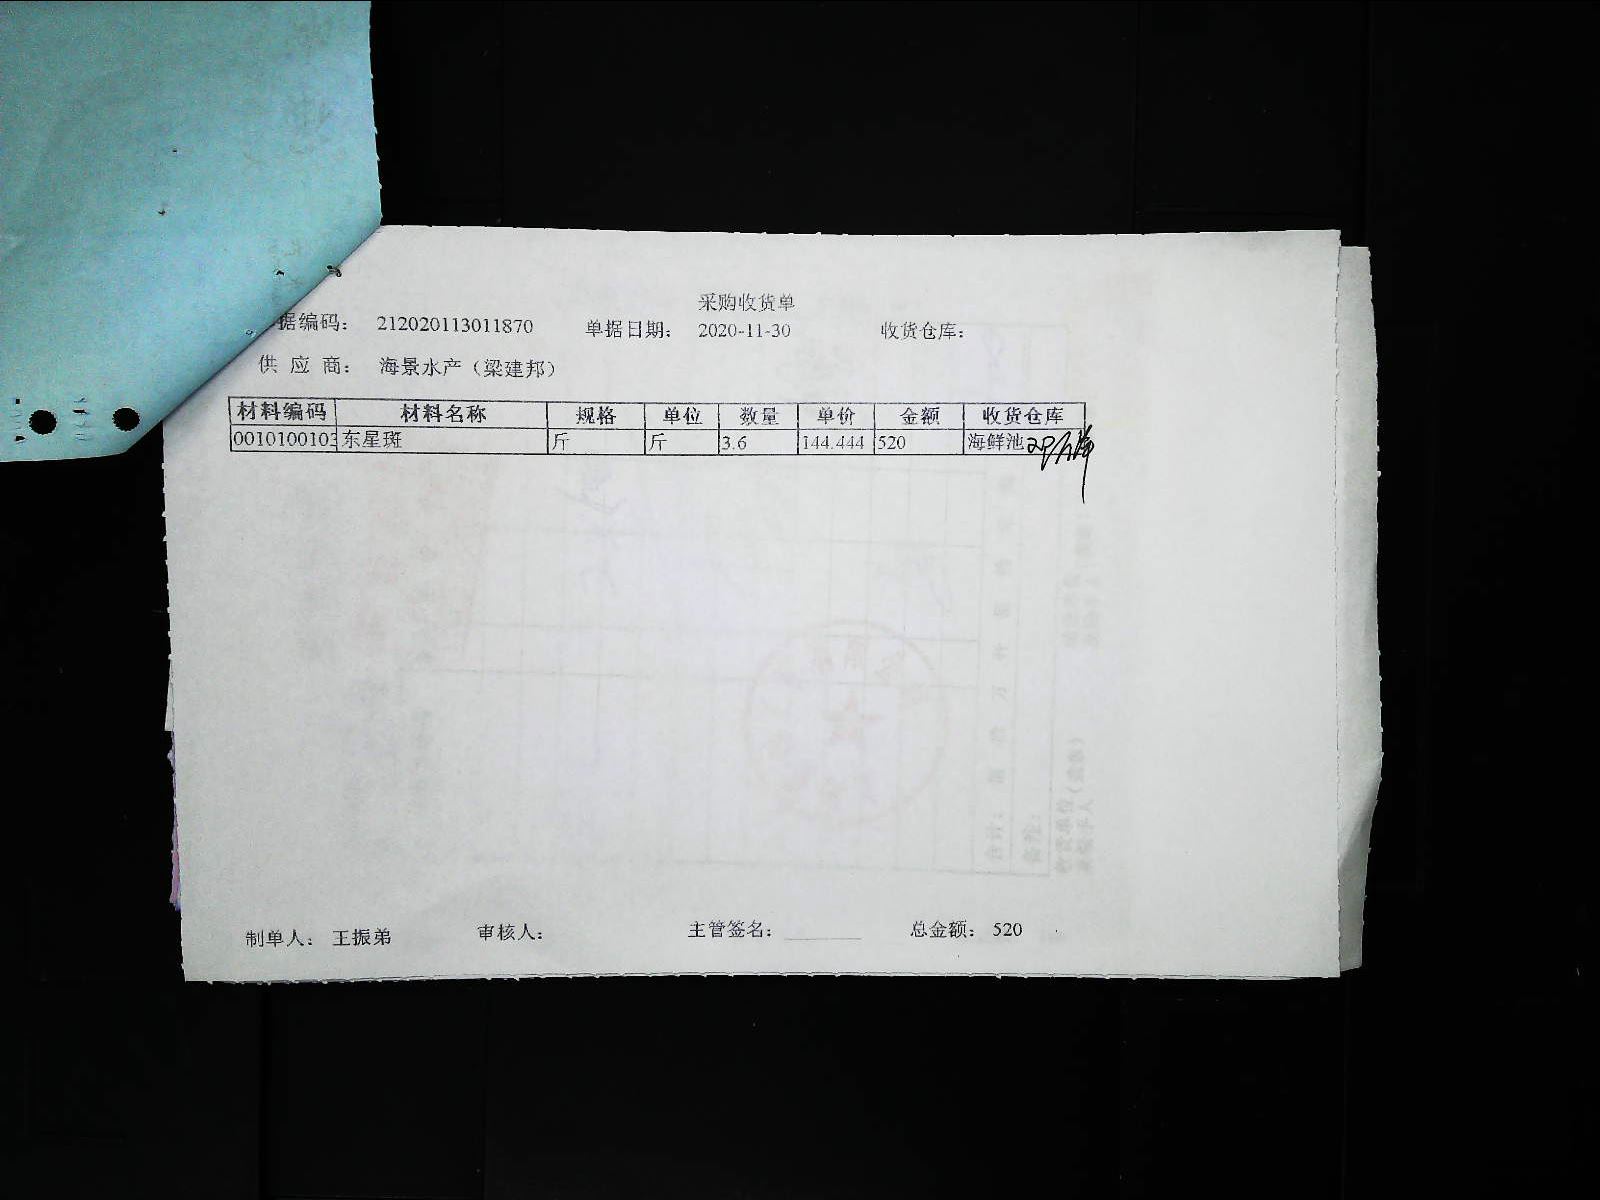 采购收货单
据编码: 212020113011870 单据日期: 2020-11-30 收货仓库:
供 应 商: 海景水产（梁建邦）
材料编码 材料名称 规格 单位 数量 单价 金额 收货仓库
0010100103 东星斑 斤 斤 3.6 144.444 520 海鲜池
制单人: 王振弟 审核人: 主管签名: 总金额: 520